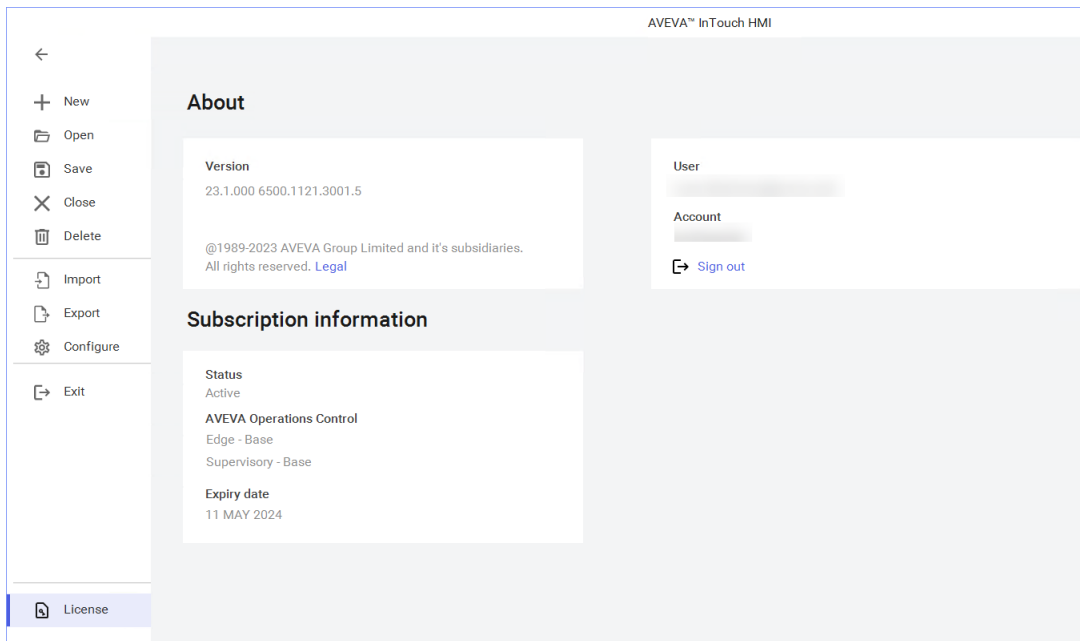 AVEVA™ InTouch HMI
New
Open
Save
Close
Delete
Import
Export
Configure
Exit
License
About
Version
23.1.000 6500.1121.3001.5
@1989-2023 AVEVA Group Limited and it's subsidiaries.
All rights reserved. Legal
User
Account
Sign out
Subscription information
Status
Active
AVEVA Operations Control
Edge - Base
Supervisory - Base
Expiry date
11 MAY 2024